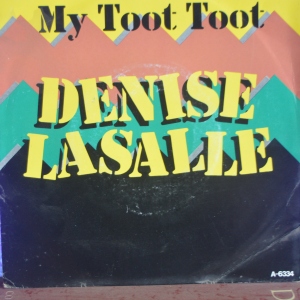 My Toot Toot
DENISE
LASALLE
A-6334